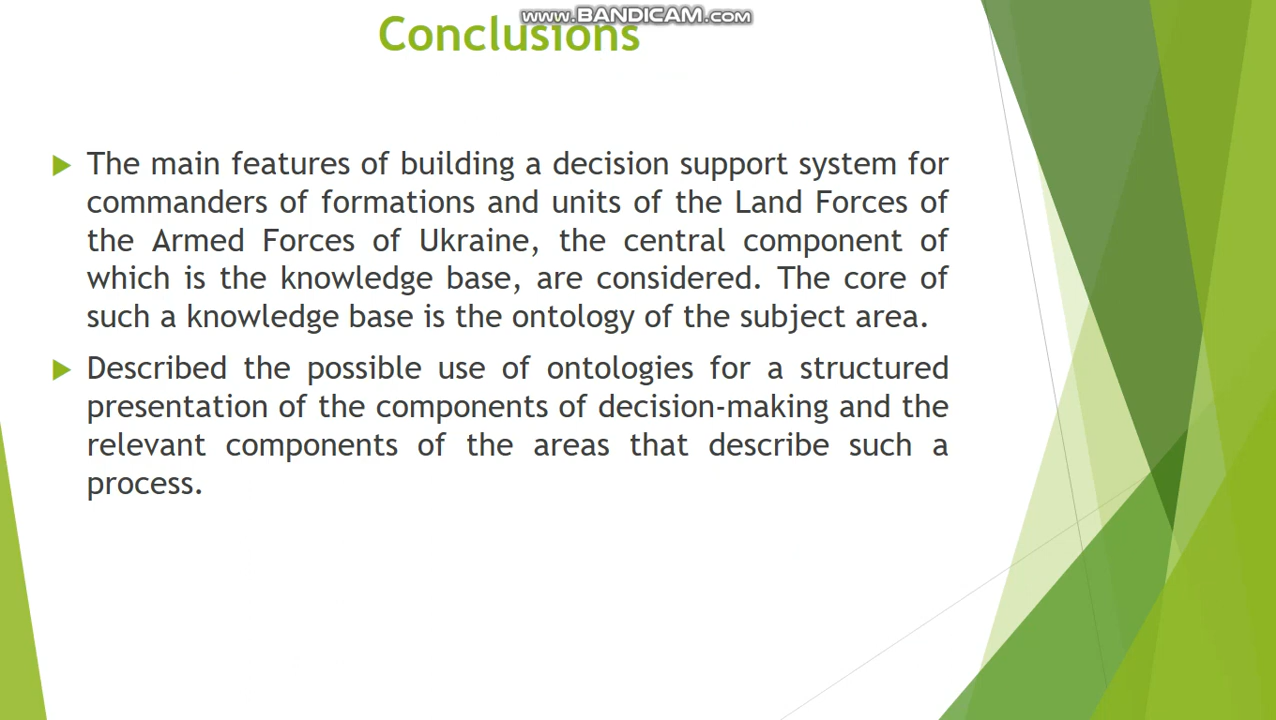 www.BANDICAM.com
Conclusions
The main features of building a decision support system for
commanders of formations and units of the Land Forces of
the Armed Forces of Ukraine, the central component of
which is the knowledge base, are considered. The core of
such a knowledge base is the ontology of the subject area.
Described the possible use of ontologies for a structured
presentation of the components of decision-making and the
relevant components of the areas that describe such a
process.